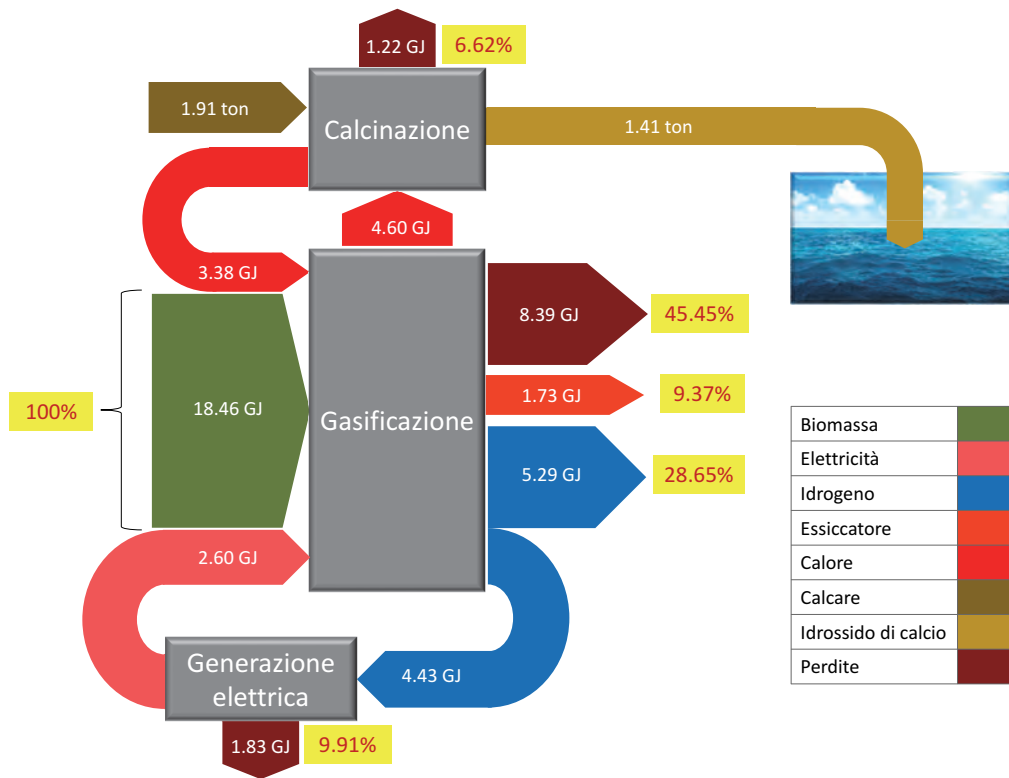 1.22 GJ
6.62%
1.91 ton
Calcinazione
1.41 ton
4.60 GJ
3.38 GJ
8.39 GJ
45.45%
100%
18.46 GJ
Gasificazione
1.73 GJ
9.37%
5.29 GJ
28.65%
2.60 GJ
Generazione
elettrica
4.43 GJ
1.83 GJ
9.91%
Biomassa
Elettricità
Idrogeno
Essiccatore
Calore
Calcare
Idrossido di calcio
Perdite